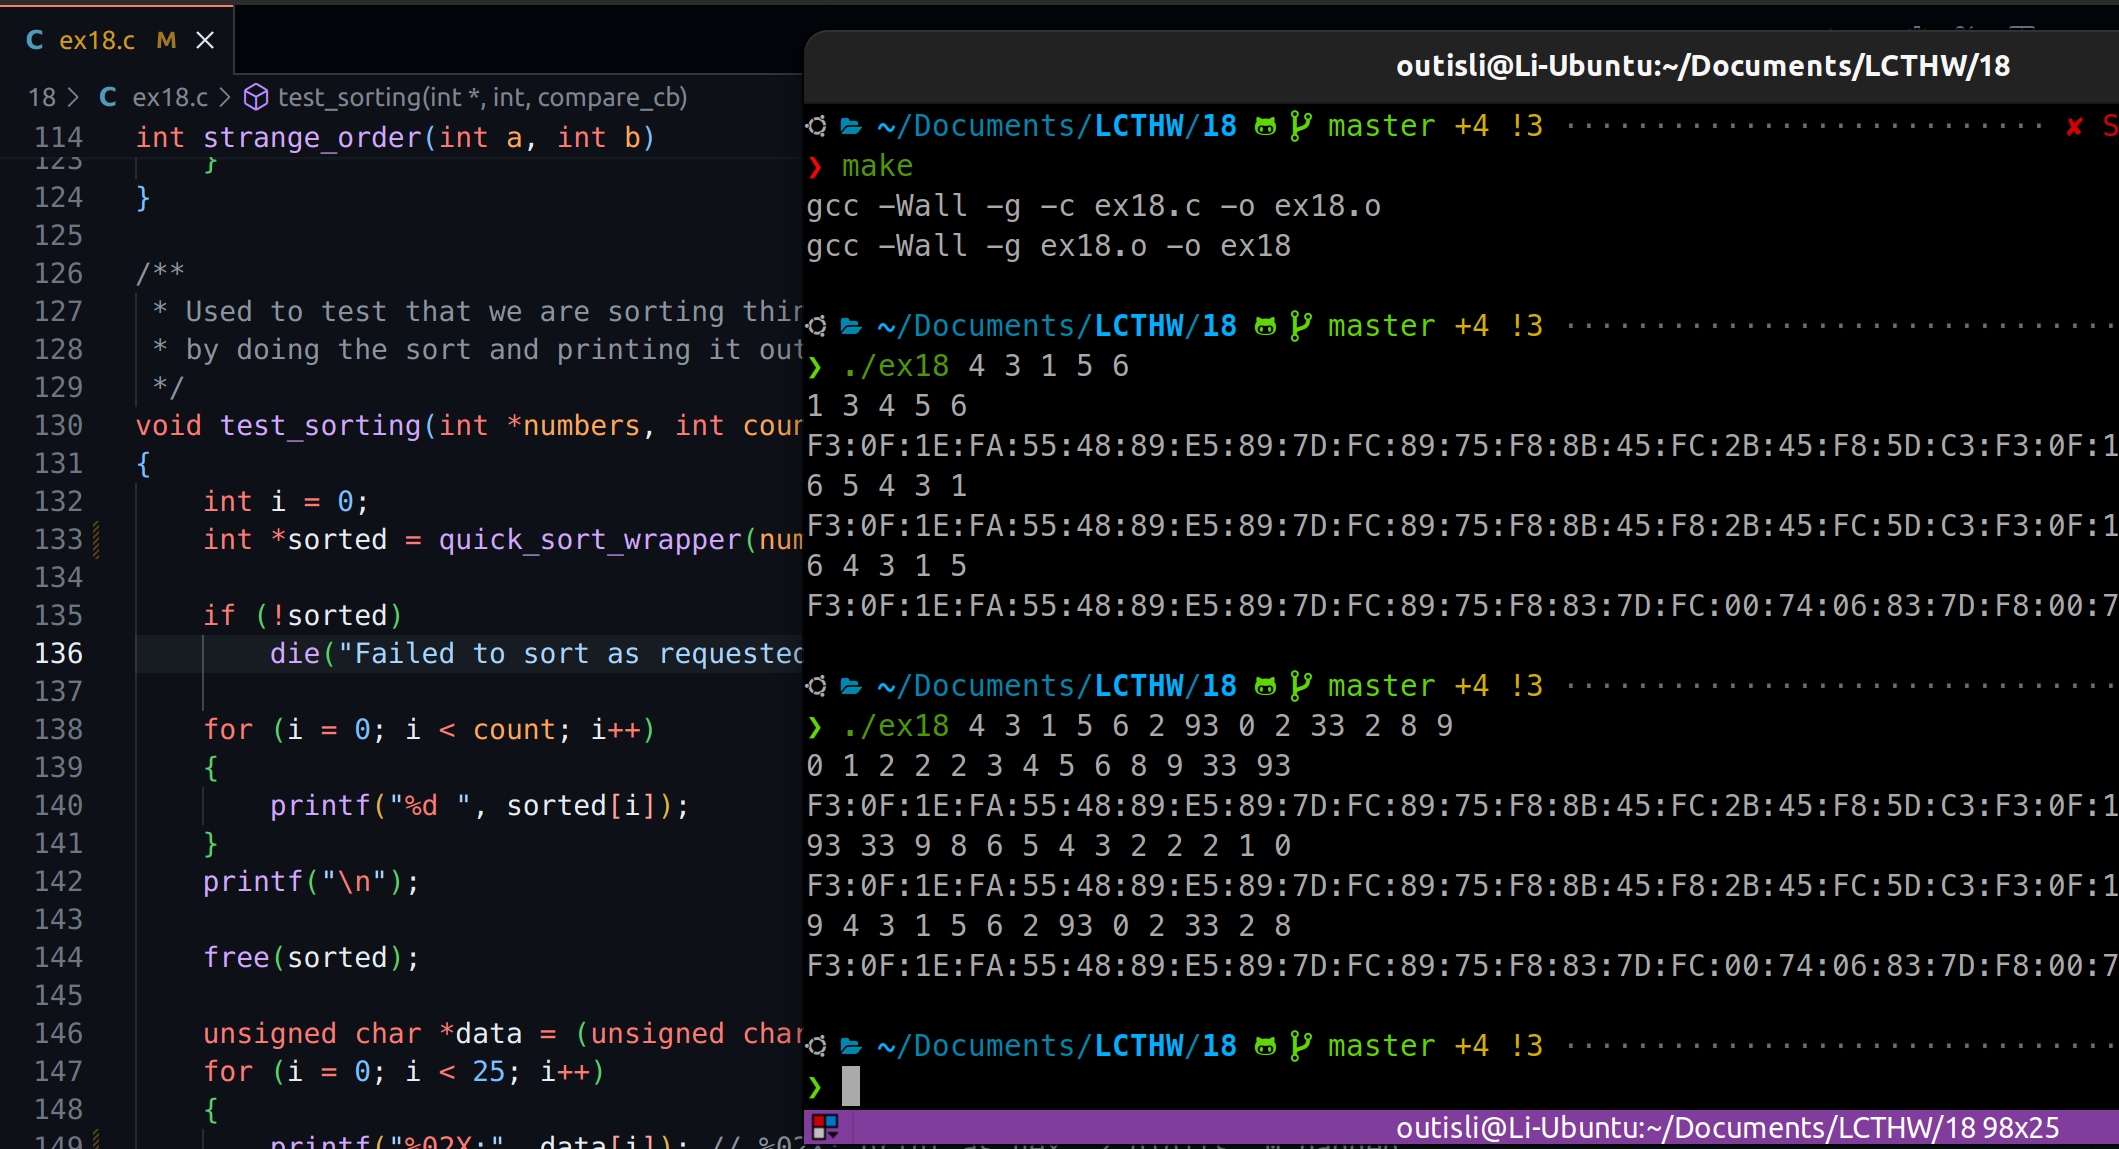 ex18.c M
18 > C ex18.c > test_sorting(int *, int, compare_cb)
114 int strange_order(int a, int b)
123 }
124 }
125
126 /**
127 * Used to test that we are sorting thin
128 * by doing the sort and printing it out
129 */
130 void test_sorting(int *numbers, int coun
131 {
132 int i = 0;
133 int *sorted = quick_sort_wrapper(num
134
135 if (!sorted)
136 die("Failed to sort as requested
137
138 for (i = 0; i < count; i++)
139 {
140 printf("%d ", sorted[i]);
141 }
142 printf("\n");
143
144 free(sorted);
145
146 unsigned char *data = (unsigned char
147 for (i = 0; i < 25; i++)
148 {
149 printf("%02X:", data[i]); //
outisli@Li-Ubuntu:~/Documents/LCTHW/18
~/Documents/LCTHW/18 master +4 !3 ✘ S
❯ make
gcc -Wall -g -c ex18.c -o ex18.o
gcc -Wall -g ex18.o -o ex18
~/Documents/LCTHW/18 master +4 !3
❯ ./ex18 4 3 1 5 6
1 3 4 5 6
F3:0F:1E:FA:55:48:89:E5:89:7D:FC:89:75:F8:8B:45:FC:2B:45:F8:5D:C3:F3:0F:1
6 5 4 3 1
F3:0F:1E:FA:55:48:89:E5:89:7D:FC:89:75:F8:8B:45:F8:2B:45:FC:5D:C3:F3:0F:1
6 4 3 1 5
F3:0F:1E:FA:55:48:89:E5:89:7D:FC:89:75:F8:83:7D:FC:00:74:06:83:7D:F8:00:7
~/Documents/LCTHW/18 master +4 !3
❯ ./ex18 4 3 1 5 6 2 93 0 2 33 2 8 9
0 1 2 2 2 3 4 5 6 8 9 33 93
F3:0F:1E:FA:55:48:89:E5:89:7D:FC:89:75:F8:8B:45:FC:2B:45:F8:5D:C3:F3:0F:1
93 33 9 8 6 5 4 3 2 2 2 1 0
F3:0F:1E:FA:55:48:89:E5:89:7D:FC:89:75:F8:8B:45:F8:2B:45:FC:5D:C3:F3:0F:1
9 4 3 1 5 6 2 93 0 2 33 2 8
F3:0F:1E:FA:55:48:89:E5:89:7D:FC:89:75:F8:83:7D:FC:00:74:06:83:7D:F8:00:7
~/Documents/LCTHW/18 master +4 !3
❯
outisli@Li-Ubuntu:~/Documents/LCTHW/18 98x25